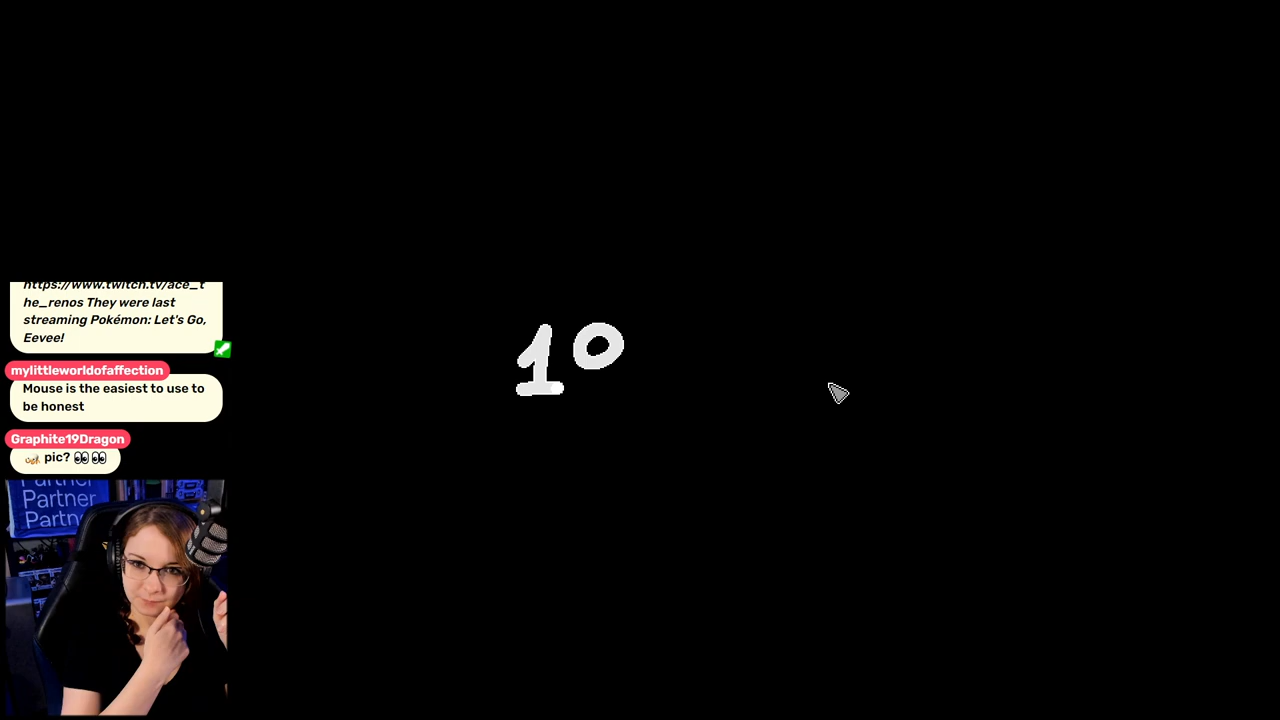 https://www.twitch.tv/ace_t
he_renos They were last
streaming Pokémon: Let's Go,
Eevee!
mylittleworldofaffection
Mouse is the easiest to use to
be honest
Graphite19Dragon
pic? 👀👀
10
Partner
Partner
Partn